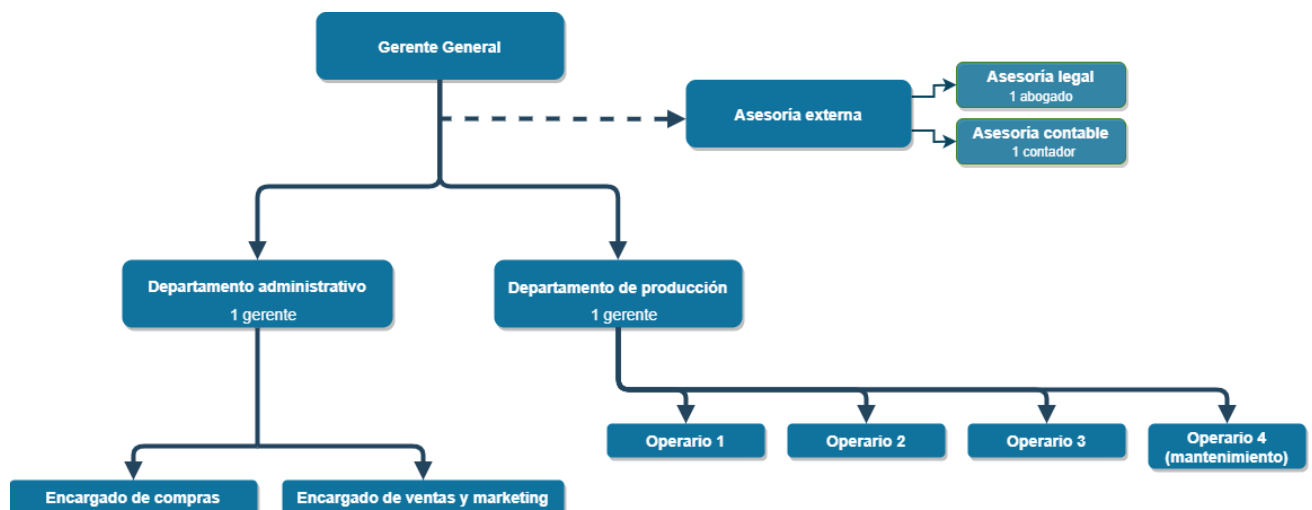 Gerente General
Asesoría legal
1 abogado
Asesoría externa
Asesoría contable
1 contador
Departamento administrativo
1 gerente
Departamento de producción
1 gerente
Operario 1
Operario 2
Operario 3
Operario 4
(mantenimiento)
Encargado de compras
Encargado de ventas y marketing